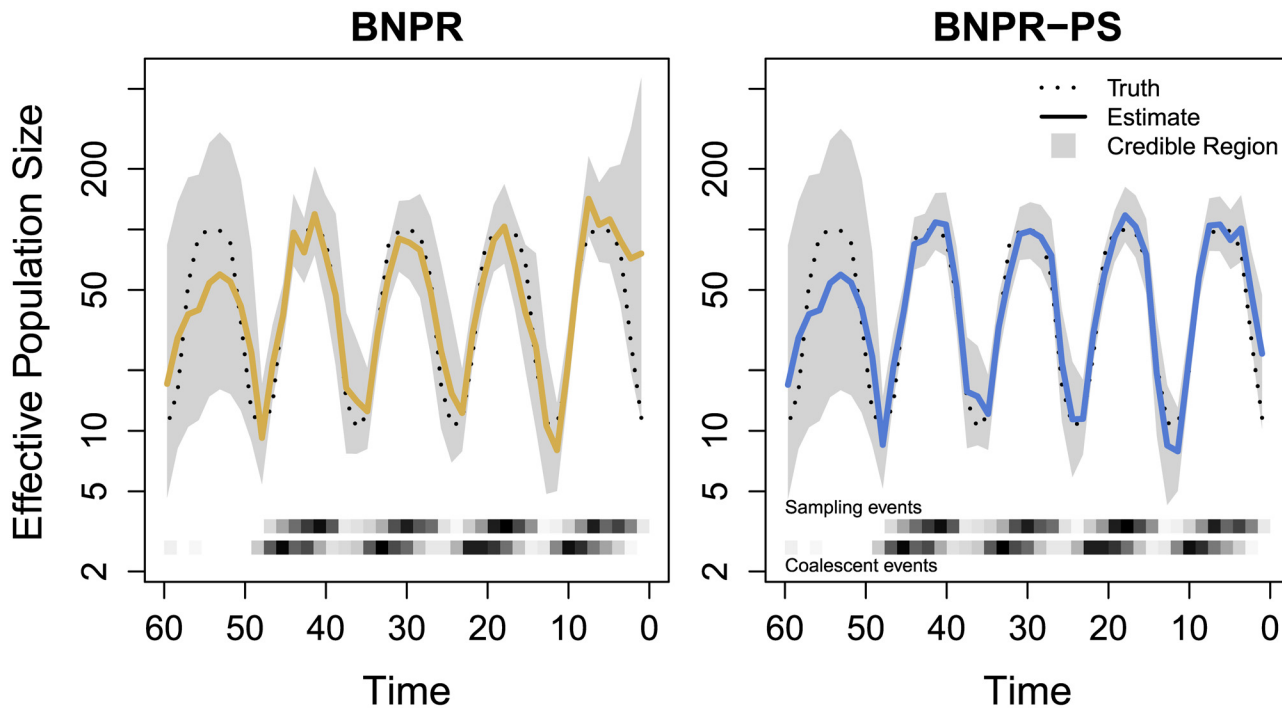 BNPR
BNPR−PS
Effective Population Size
200
50
10
5
2
60 50 40 30 20 10 0
Time
Truth
Estimate
Credible Region
200
50
10
5
2
Sampling events
Coalescent events
60 50 40 30 20 10 0
Time